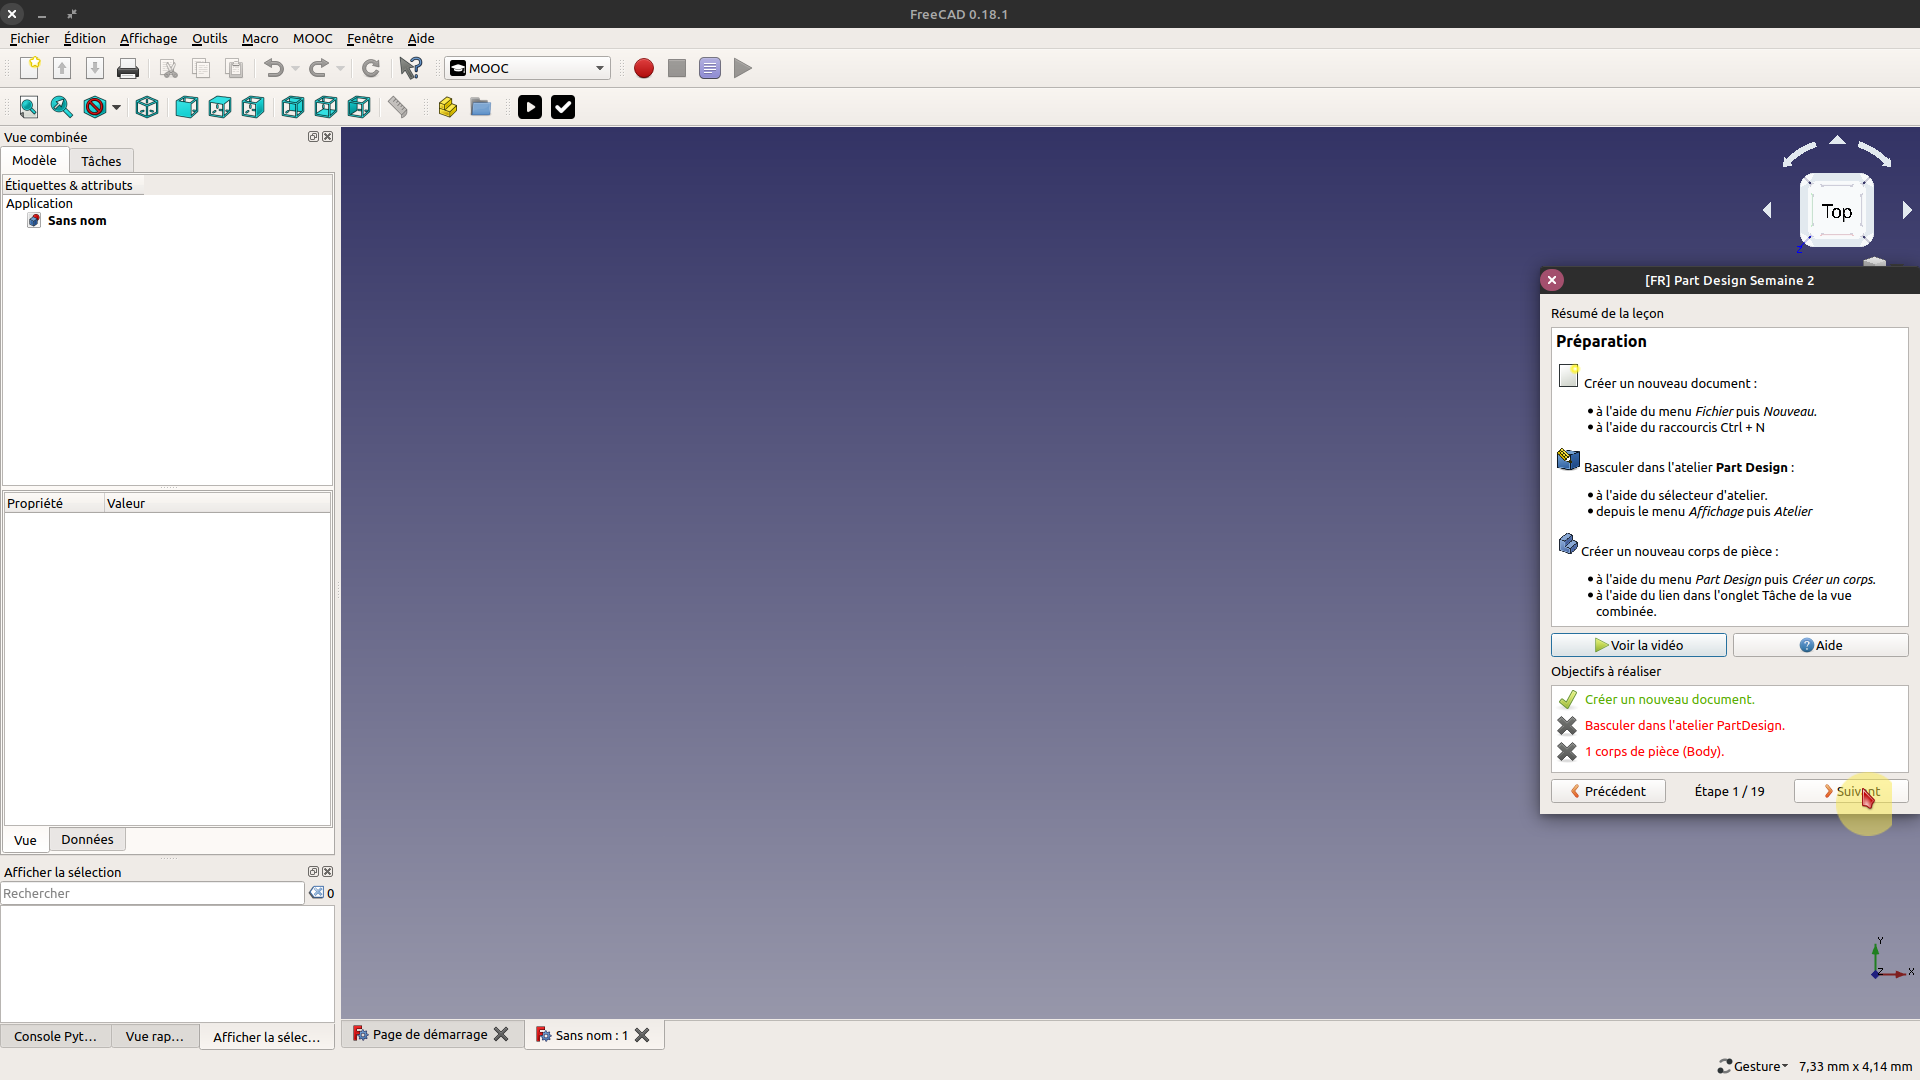 FreeCAD 0.18.1
Fichier Édition Affichage Outils Macro MOOC Fenêtre Aide
MOOC
Vue combinée
Modèle Tâches
Étiquettes & attributs
Application
Sans nom
Top
Z
[FR] Part Design Semaine 2
Résumé de la leçon
Préparation
Créer un nouveau document :
• à l'aide du menu Fichier puis Nouveau.
• à l'aide du raccourcis Ctrl + N
Basculer dans l'atelier Part Design :
• à l'aide du sélecteur d'atelier.
• depuis le menu Affichage puis Atelier
Créer un nouveau corps de pièce :
• à l'aide du menu Part Design puis Créer un corps.
• à l'aide du lien dans l'onglet Tâche de la vue
combinée.
Voir la vidéo Aide
Objectifs à réaliser
Créer un nouveau document.
Basculer dans l'atelier PartDesign.
1 corps de pièce (Body).
Précédent Étape 1 / 19 Suivant
Propriété Valeur
Vue Données
Afficher la sélection
Rechercher 0
Y
Z X
Console Pyt... Vue rap... Afficher la sélec...
Page de démarrage Sans nom : 1
Gesture 7,33 mm x 4,14 mm